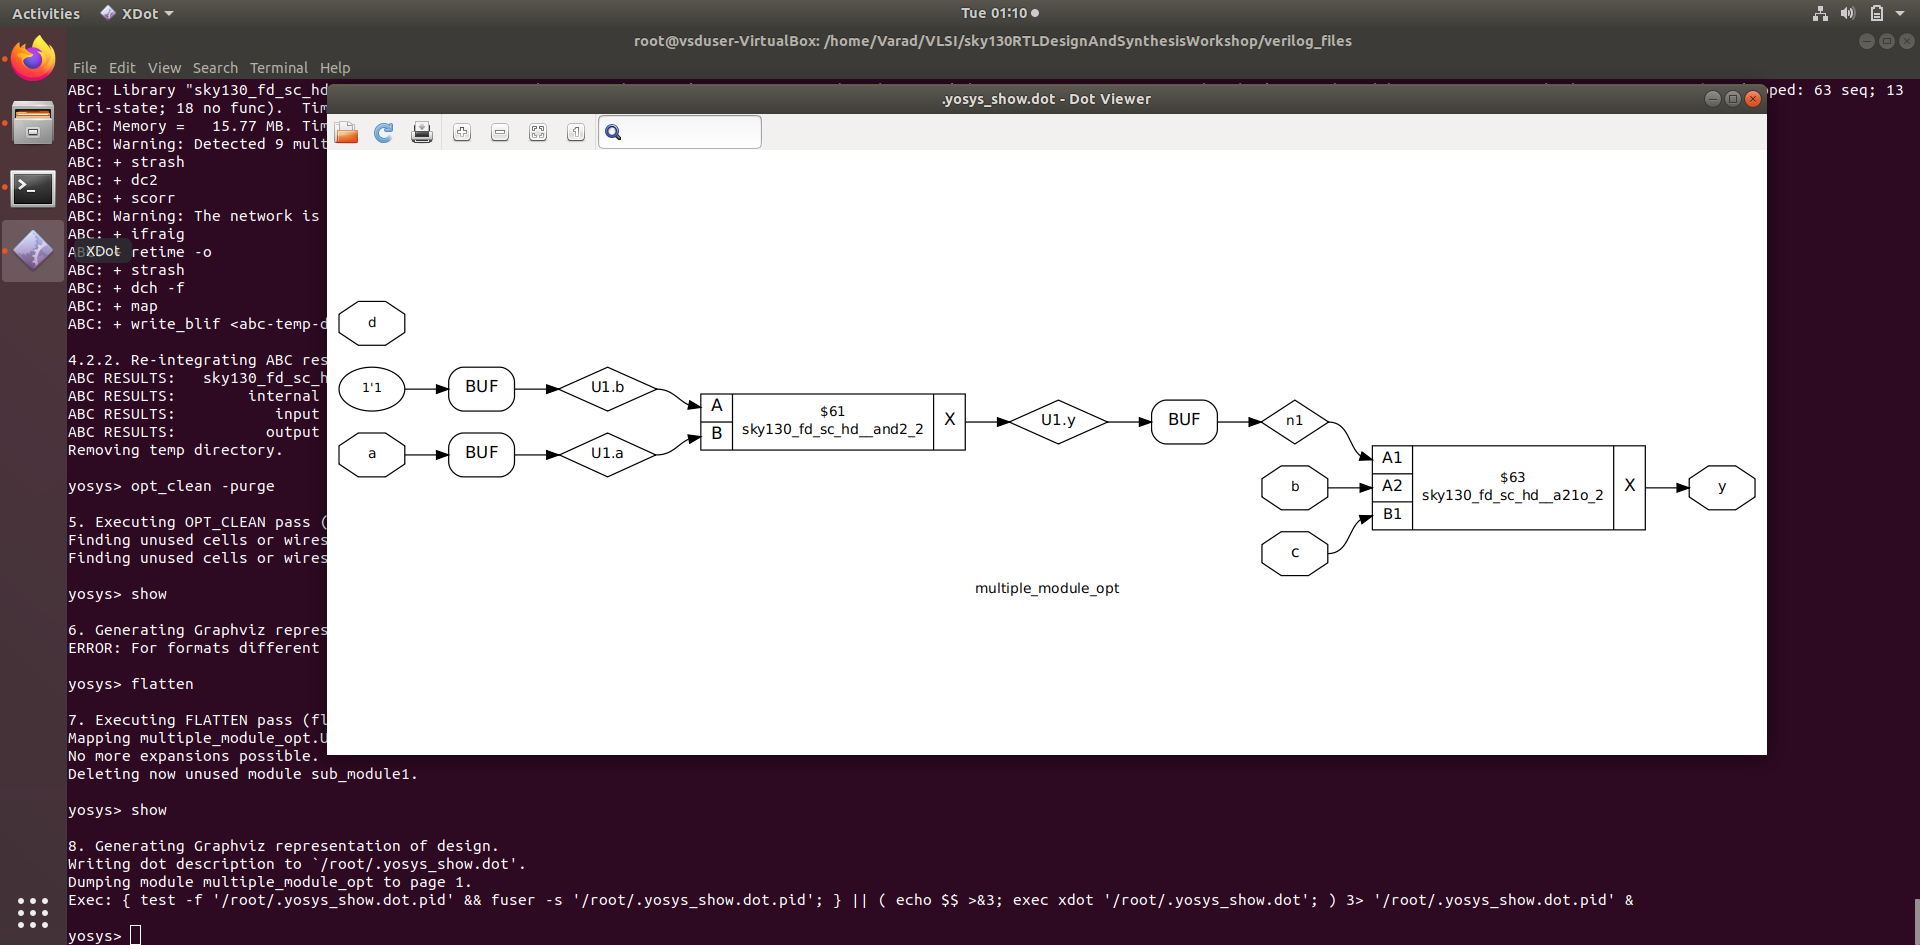 Activities
XDot
Tue 01:10
root@vsduser-VirtualBox: /home/Varad/VLSI/sky130RTLDesignAndSynthesisWorkshop/verilog_files
File Edit View Search Terminal Help
ABC: Library "sky130_fd_sc_hd
pped: 63 seq; 13
tri-state; 18 no func). Tim
ABC: Memory = 15.77 MB. Tim
ABC: Warning: Detected 9 mult
ABC: + strash
ABC: + dc2
ABC: + scorr
ABC: Warning: The network is
ABC: + ifraig
retime -o
XDot
ABC: + strash
ABC: + dch -f
ABC: + map
ABC: + write_blif <abc-temp-d
4.2.2. Re-integrating ABC res
ABC RESULTS: sky130_fd_sc_h
ABC RESULTS: internal
ABC RESULTS: input
ABC RESULTS: output
Removing temp directory.
yosys> opt_clean -purge
5. Executing OPT_CLEAN pass (
Finding unused cells or wires
Finding unused cells or wires
yosys> show
6. Generating Graphviz repres
ERROR: For formats different
yosys> flatten
7. Executing FLATTEN pass (fl
Mapping multiple_module_opt.U
No more expansions possible.
Deleting now unused module sub_module1.
yosys> show
8. Generating Graphviz representation of design.
Writing dot description to `/root/.yosys_show.dot'.
Dumping module multiple_module_opt to page 1.
Exec: { test -f '/root/.yosys_show.dot.pid' && fuser -s '/root/.yosys_show.dot.pid'; } || ( echo $$ >&3; exec xdot '/root/.yosys_show.dot'; ) 3> '/root/.yosys_show.dot.pid' &
yosys>
.yosys_show.dot - Dot Viewer
d
1'1
BUF
U1.b
a
BUF
U1.a
A
B
$61
sky130_fd_sc_hd__and2_2
X
U1.y
BUF
n1
b
c
A1
A2
B1
$63
sky130_fd_sc_hd__a21o_2
X
y
multiple_module_opt